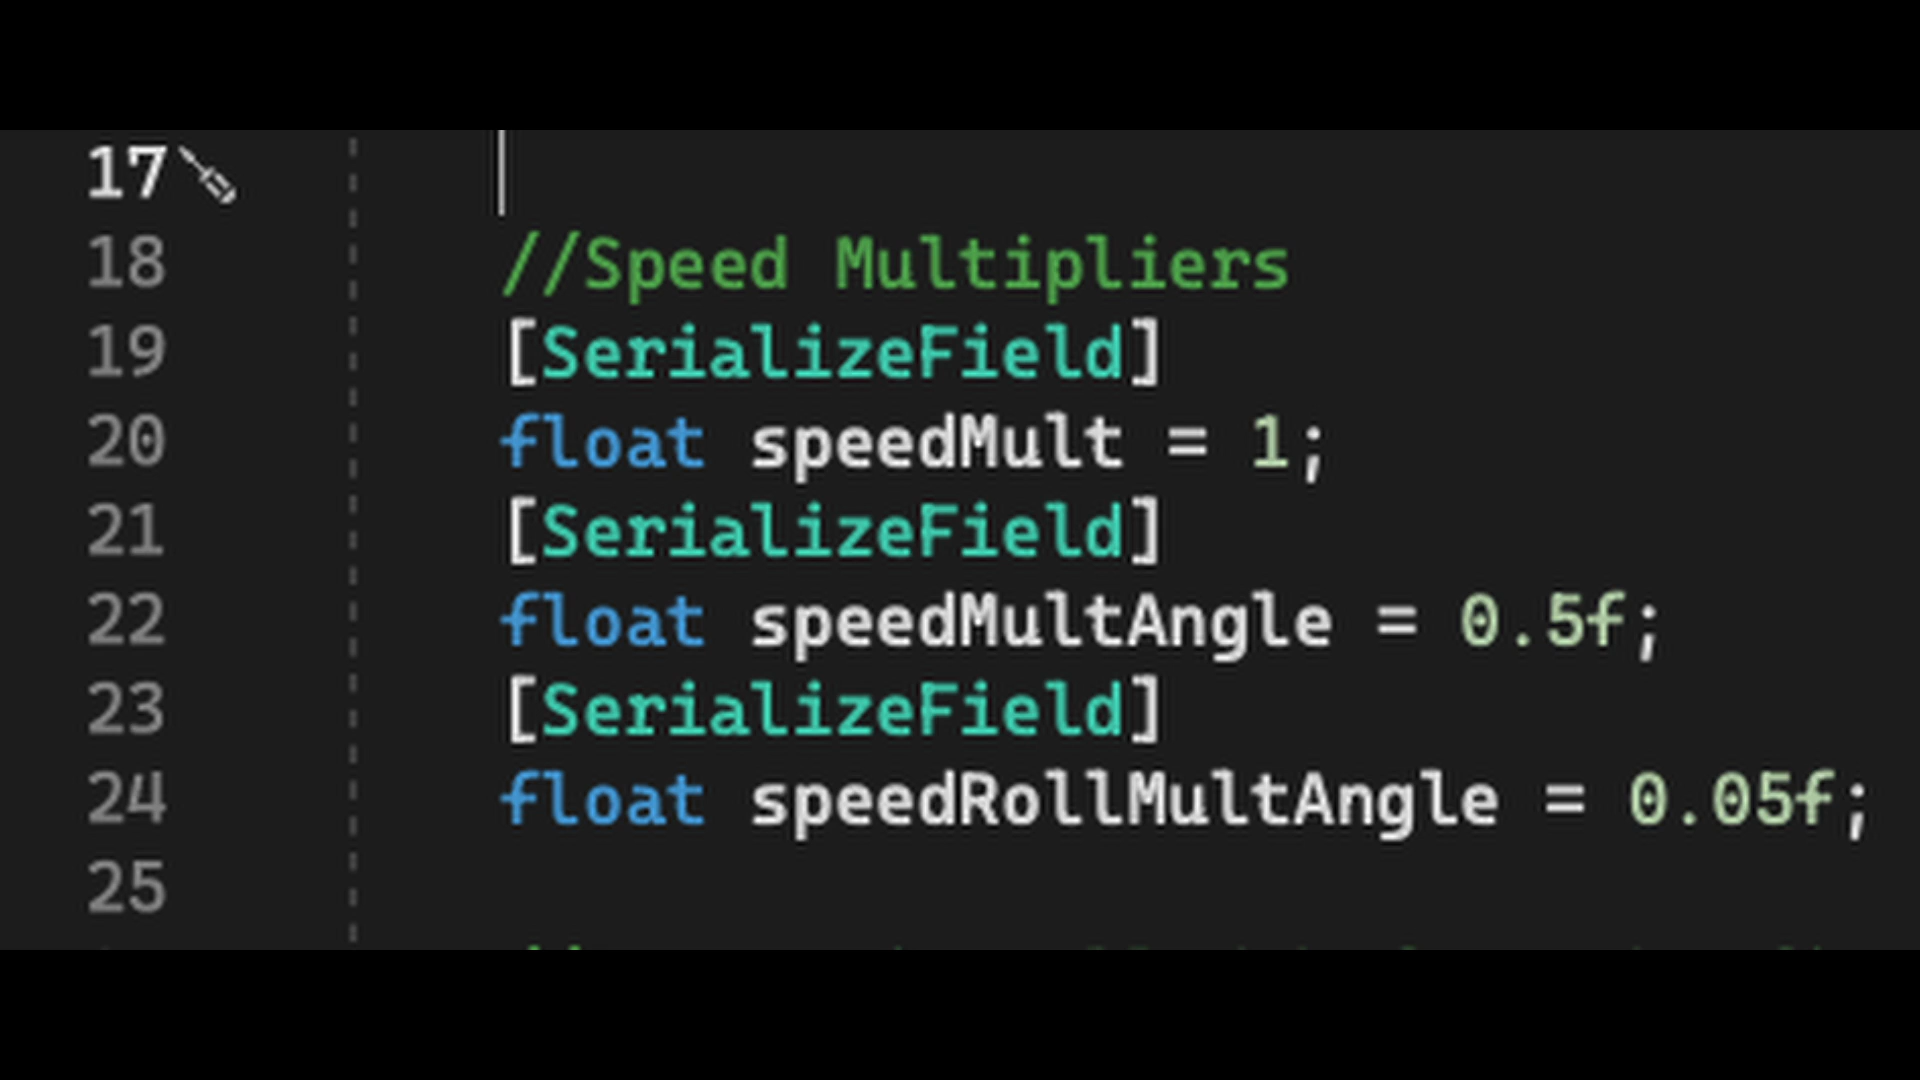 17
18 //Speed Multipliers
19 [SerializeField]
20 float speedMult = 1;
21 [SerializeField]
22 float speedMultAngle = 0.5f;
23 [SerializeField]
24 float speedRollMultAngle = 0.05f;
25